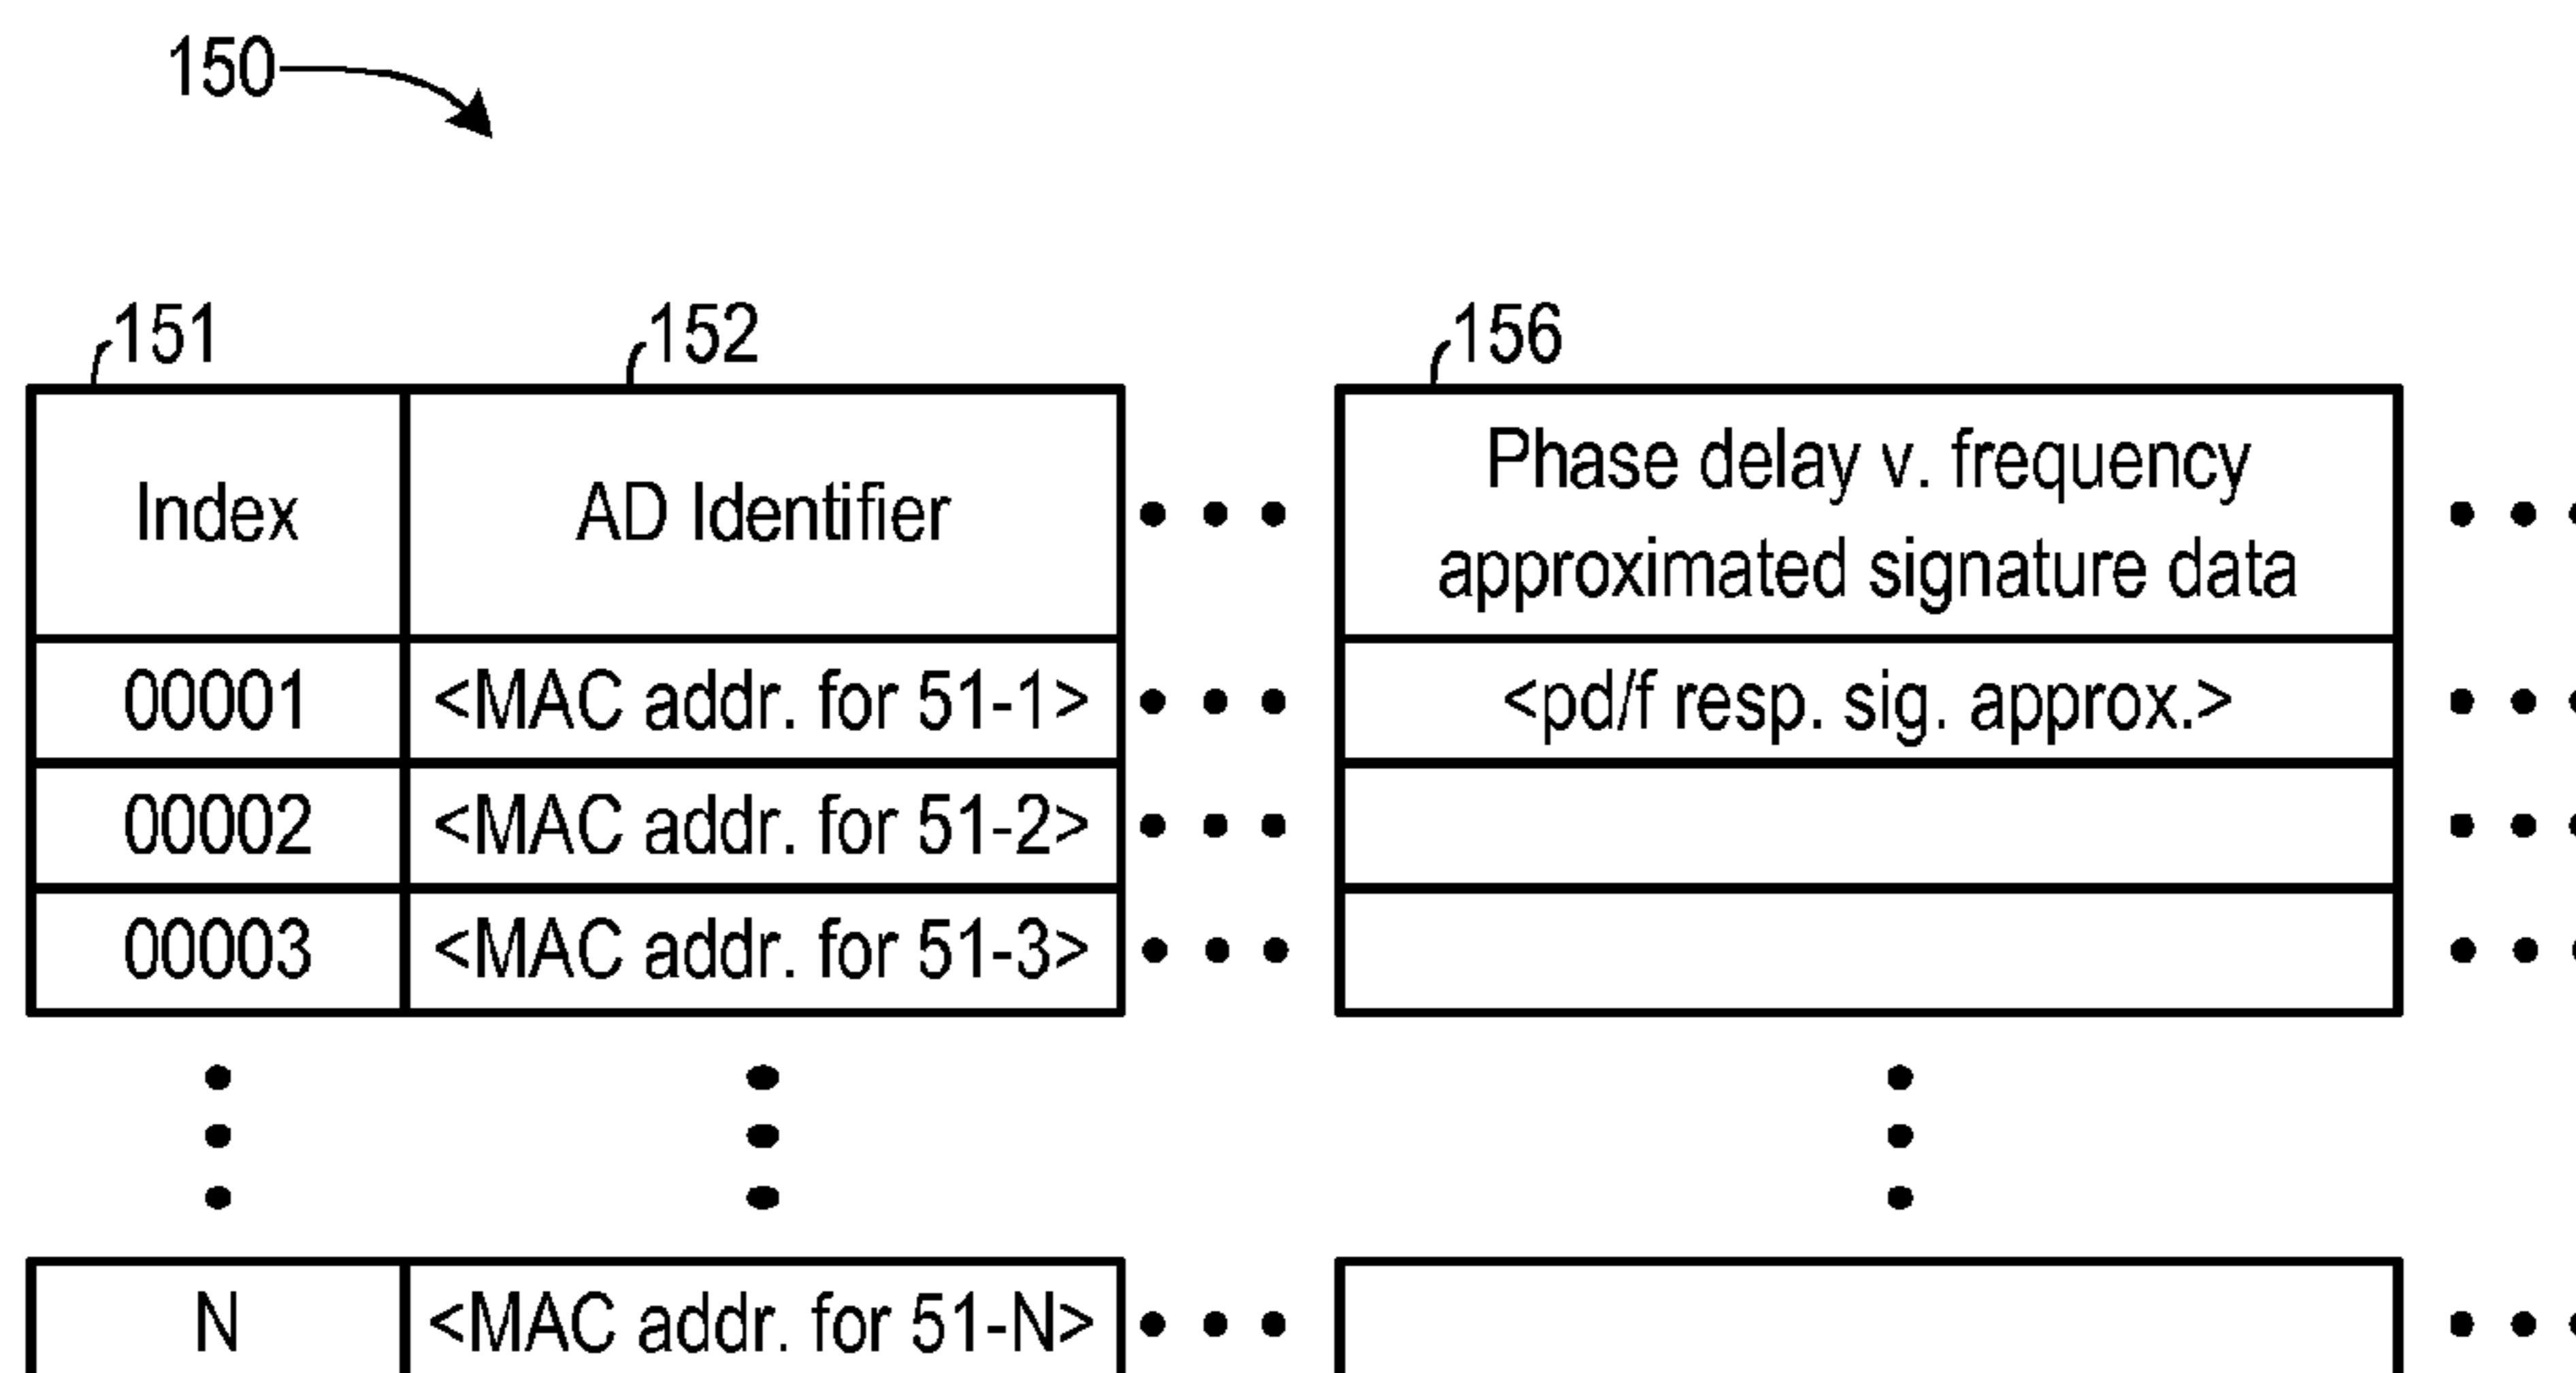 150
151 152 156
Index AD Identifier Phase delay v. frequency
approximated signature data
00001 <MAC addr. for 51-1> <pd/f resp. sig. approx.>
00002 <MAC addr. for 51-2>
00003 <MAC addr. for 51-3>
N <MAC addr. for 51-N>